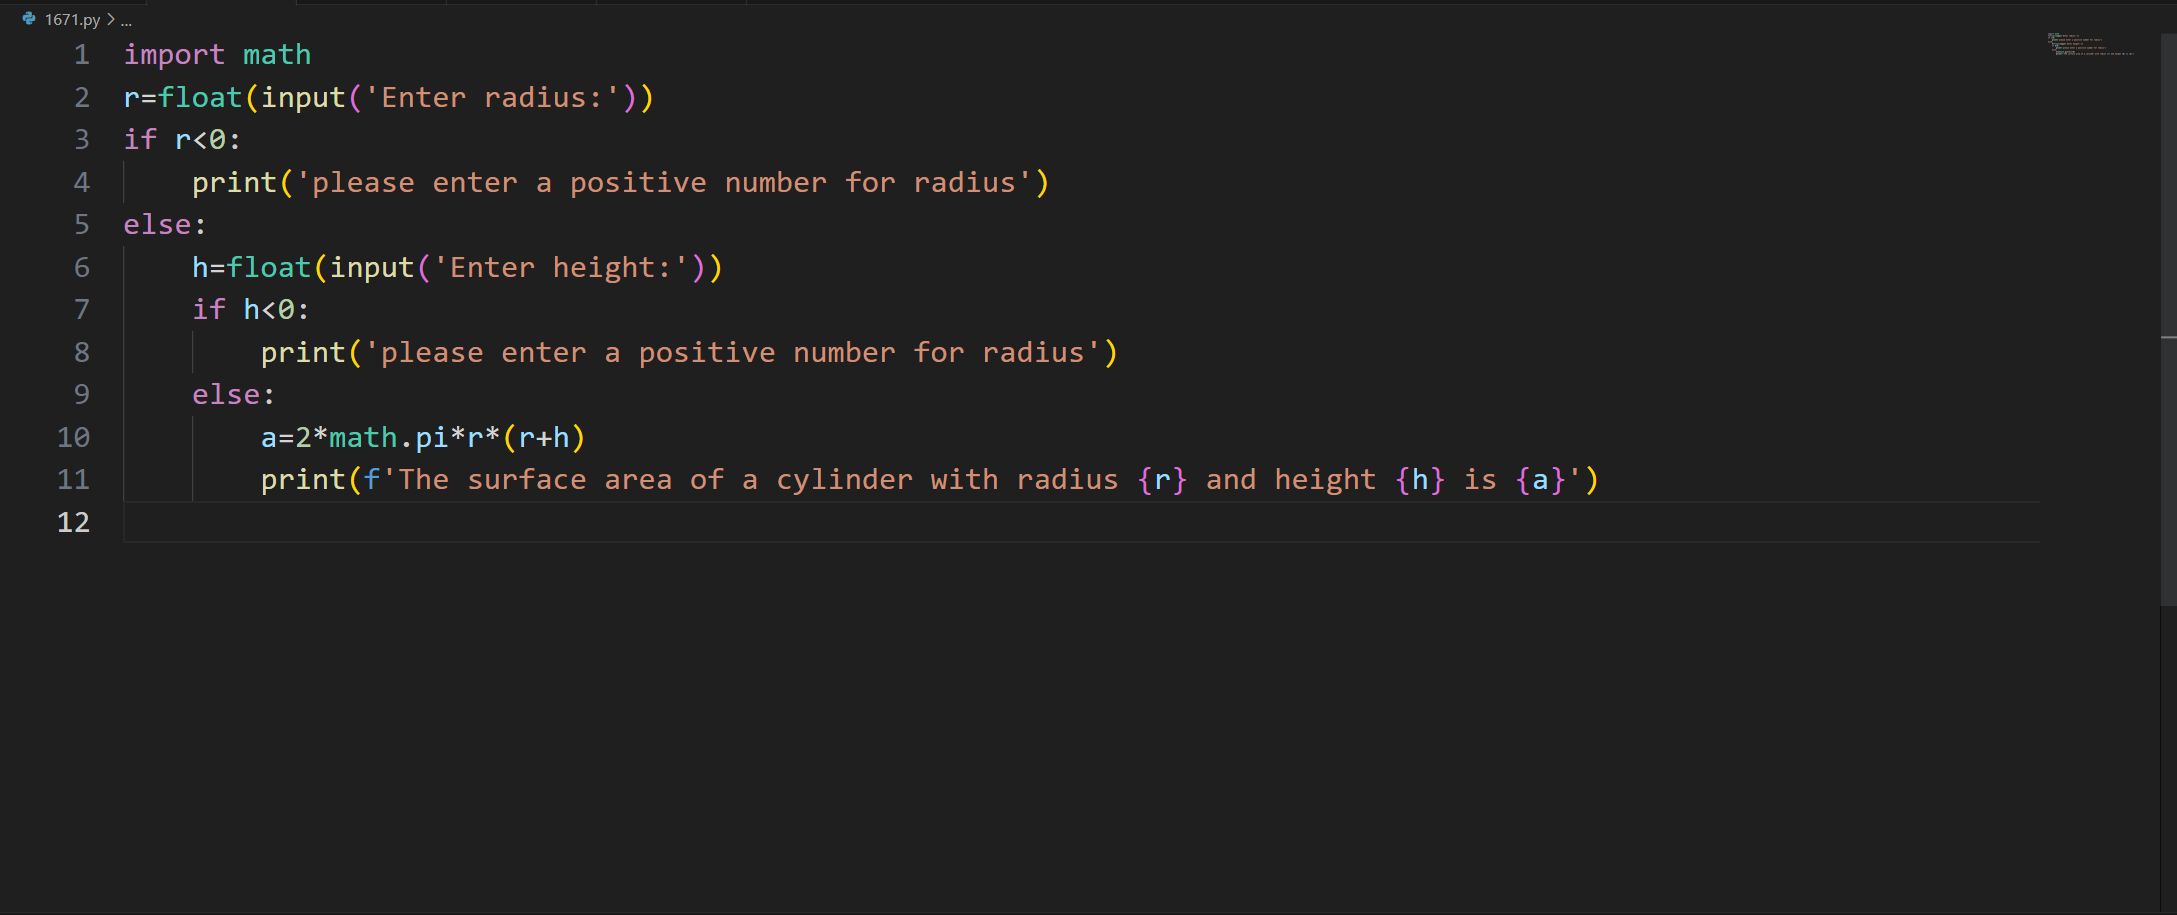 1671.py > ...
1 import math
2 r=float(input('Enter radius:'))
3 if r<0:
4     print('please enter a positive number for radius')
5 else:
6     h=float(input('Enter height:'))
7     if h<0:
8         print('please enter a positive number for radius')
9     else:
10         a=2*math.pi*r*(r+h)
11         print(f'The surface area of a cylinder with radius {r} and height {h} is {a}')
12